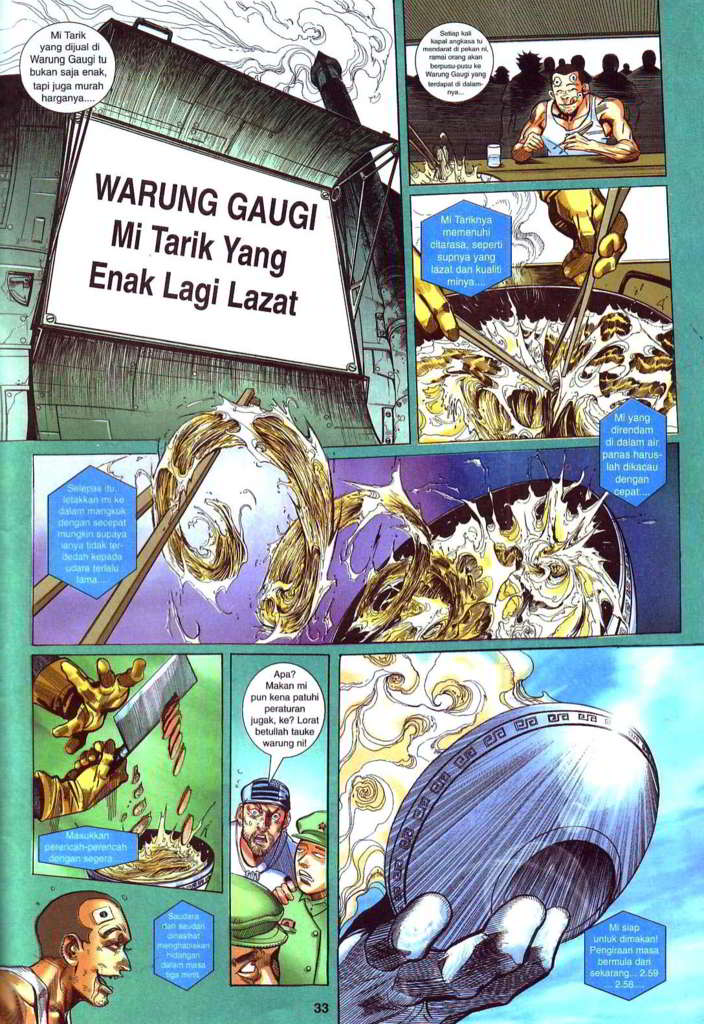 Mi Tarik
yang dijual di
Warung Gaugi tu
bukan saja enak,
tapi juga murah
harganya....
WARUNG GAUGI
Mi Tarik Yang
Enak Lagi Lazat
Setiap kali
kapal angkasa tu
mendarat di pekan ni,
ramai orang akan
berpusu-pusu ke
Warung Gaugi yang
terdapat di dalam-
nya...
Mi Tariknya
memenuhi
citarasa, seperti
supnya yang
lazat dan kualiti
minya....
Mi yang
direndam
di dalam air
panas harus-
lah dikacau
dengan
cepat....
Selepas itu,
letakkan mi ke
dalam mangkuk
dengan secepat
mungkin supaya
ianya tidak ter-
dedah kepada
udara terlalu
lama....
Masukkan
perencah-perencah
dengan segera...
Apa?
Makan mi
pun kena patuhi
peraturan
jugak, ke? Lorat
betullah tauke
warung ni!
Saudara
dan saudari
dinasihat
menghabiskan
hidangan
dalam masa
tiga minit.
Mi siap
untuk dimakan!
Pengiraan masa
bermula dari
sekarang... 2.59
... 2.58....
33